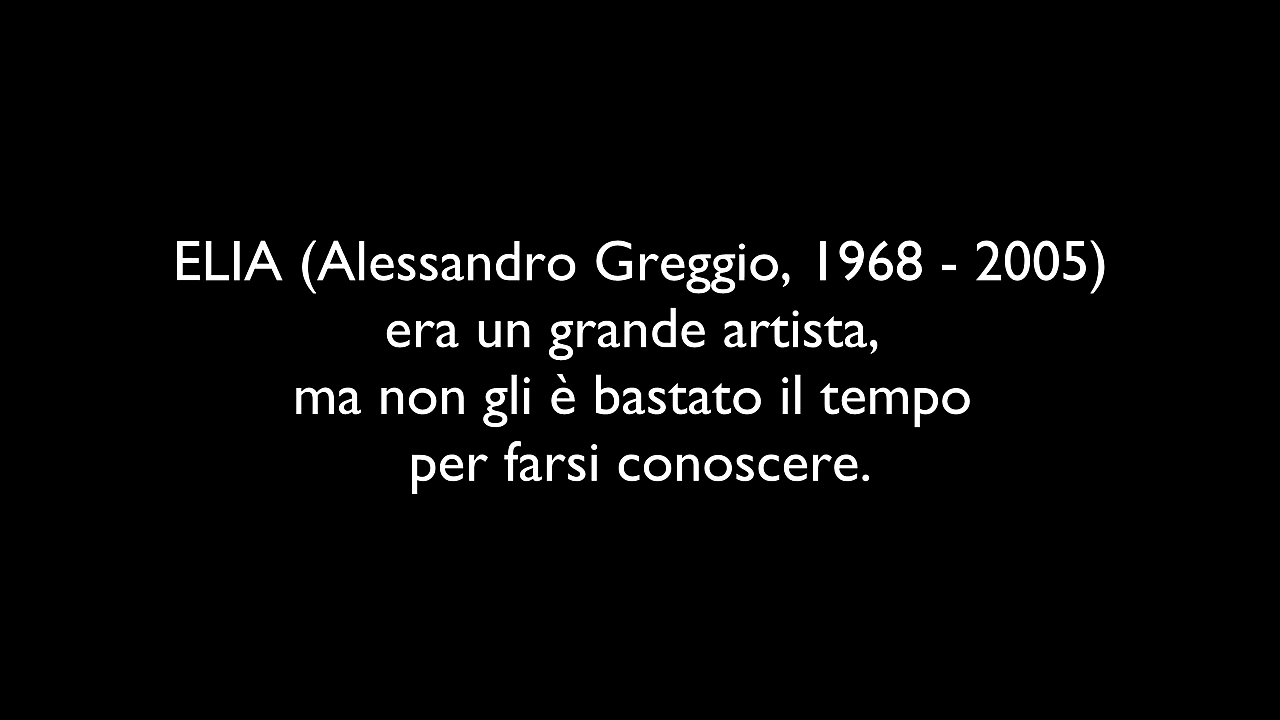 ELIA (Alessandro Greggio, 1968 - 2005)
era un grande artista,
ma non gli è bastato il tempo
per farsi conoscere.